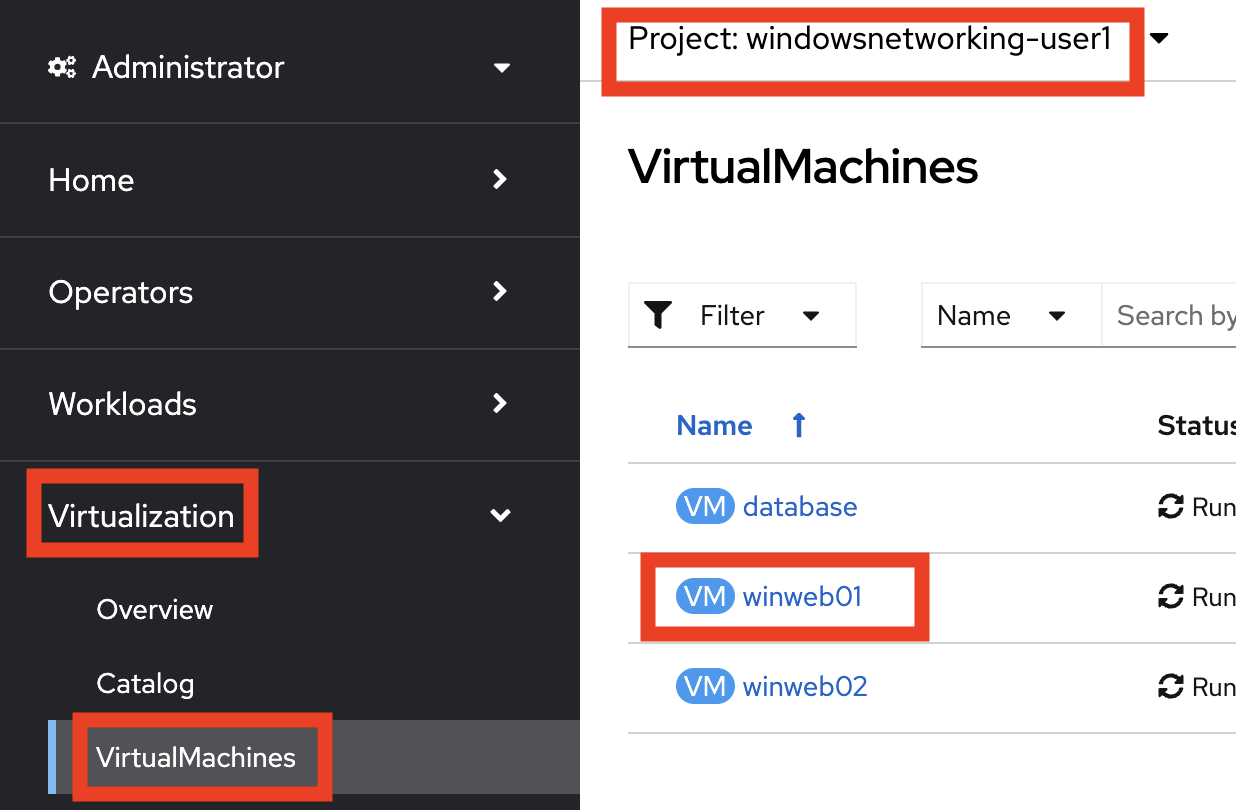 Administrator
Home
Operators
Workloads
Virtualization
Overview
Catalog
VirtualMachines
Project: windowsnetworking-user1
VirtualMachines
Filter Name Search by
Name Status
VM database Run
VM winweb01 Run
VM winweb02 Run